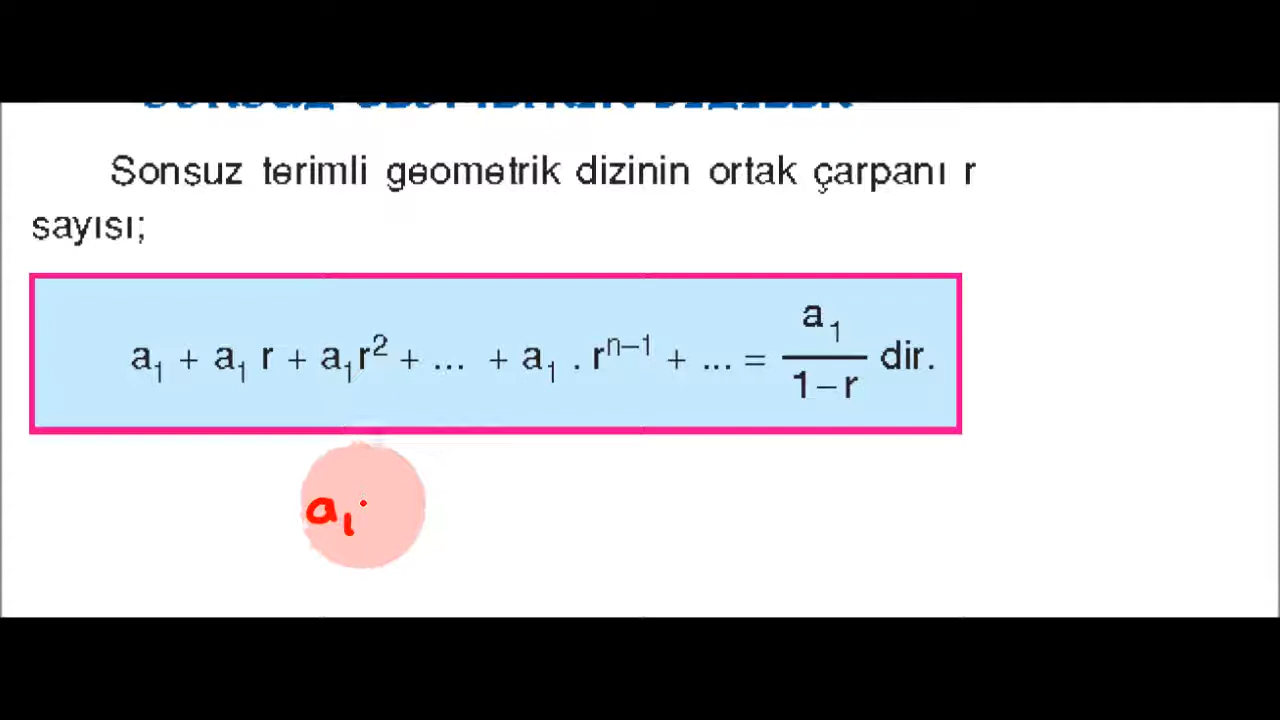 Sonsuz terimli geometrik dizinin ortak çarpanı r
sayısı;
a₁ + a₁ r + a₁r² + ... + a₁ . rⁿ⁻¹ + ... = a₁ / 1–r dir.
a₁